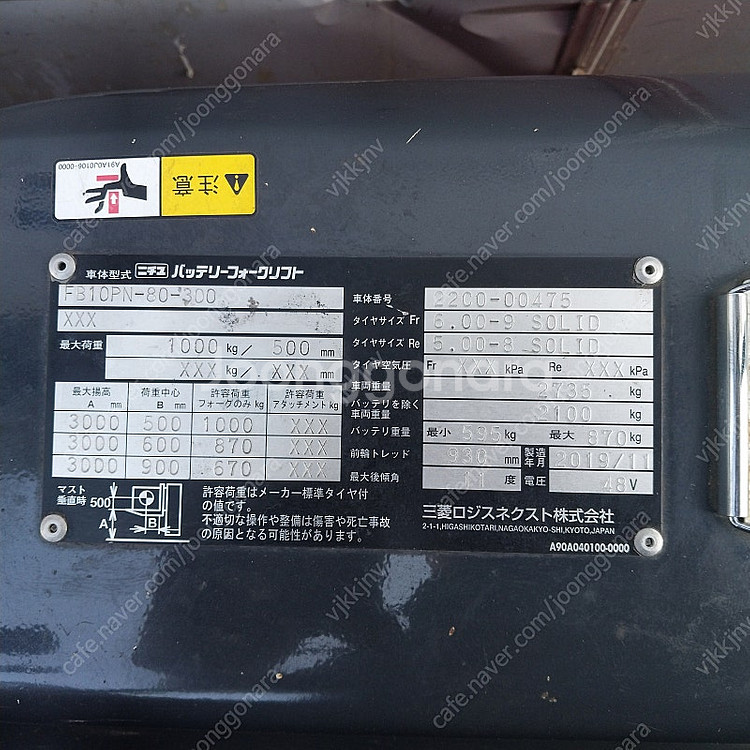 A91A0J0106-0000
注意
車体型式 ニチユ バッテリーフォークリフト
FB10PN-80-300
XXX
最大荷重 1000 kg/ 500 mm
XXX kg/ XXX mm
最大揚高 A mm 荷重中心 B mm 許容荷重 フォークのみ kg 許容荷重 アタッチメント kg
3000 500 1000 XXX
3000 600 870 XXX
3000 900 670 XXX
マスト垂直時 500 A B
許容荷重はメーカー標準タイヤ付
の値です。
不適切な操作や整備は傷害や死亡事故
の原因となる可能性があります。
車体番号 2200-00475
タイヤサイズ Fr 6.00-9 SOLID
タイヤサイズ Re 5.00-8 SOLID
タイヤ空気圧 Fr XXX kPa Re XXX kPa
車両重量 2735 kg
バッテリを除く車両重量 2100 kg
バッテリ重量 最小 595 kg 最大 870 kg
前輪トレッド 930 mm 製造年月 2019/11
最大後傾角 11 度 電圧 48 V
三菱ロジスネクスト株式会社
2-1-1,HIGASHIKOTARI,NAGAOKAKYO-SHI,KYOTO,JAPAN
A90A040100-0000
Joonggonara
vjkkjnv
cafe.naver.com/joonggonara